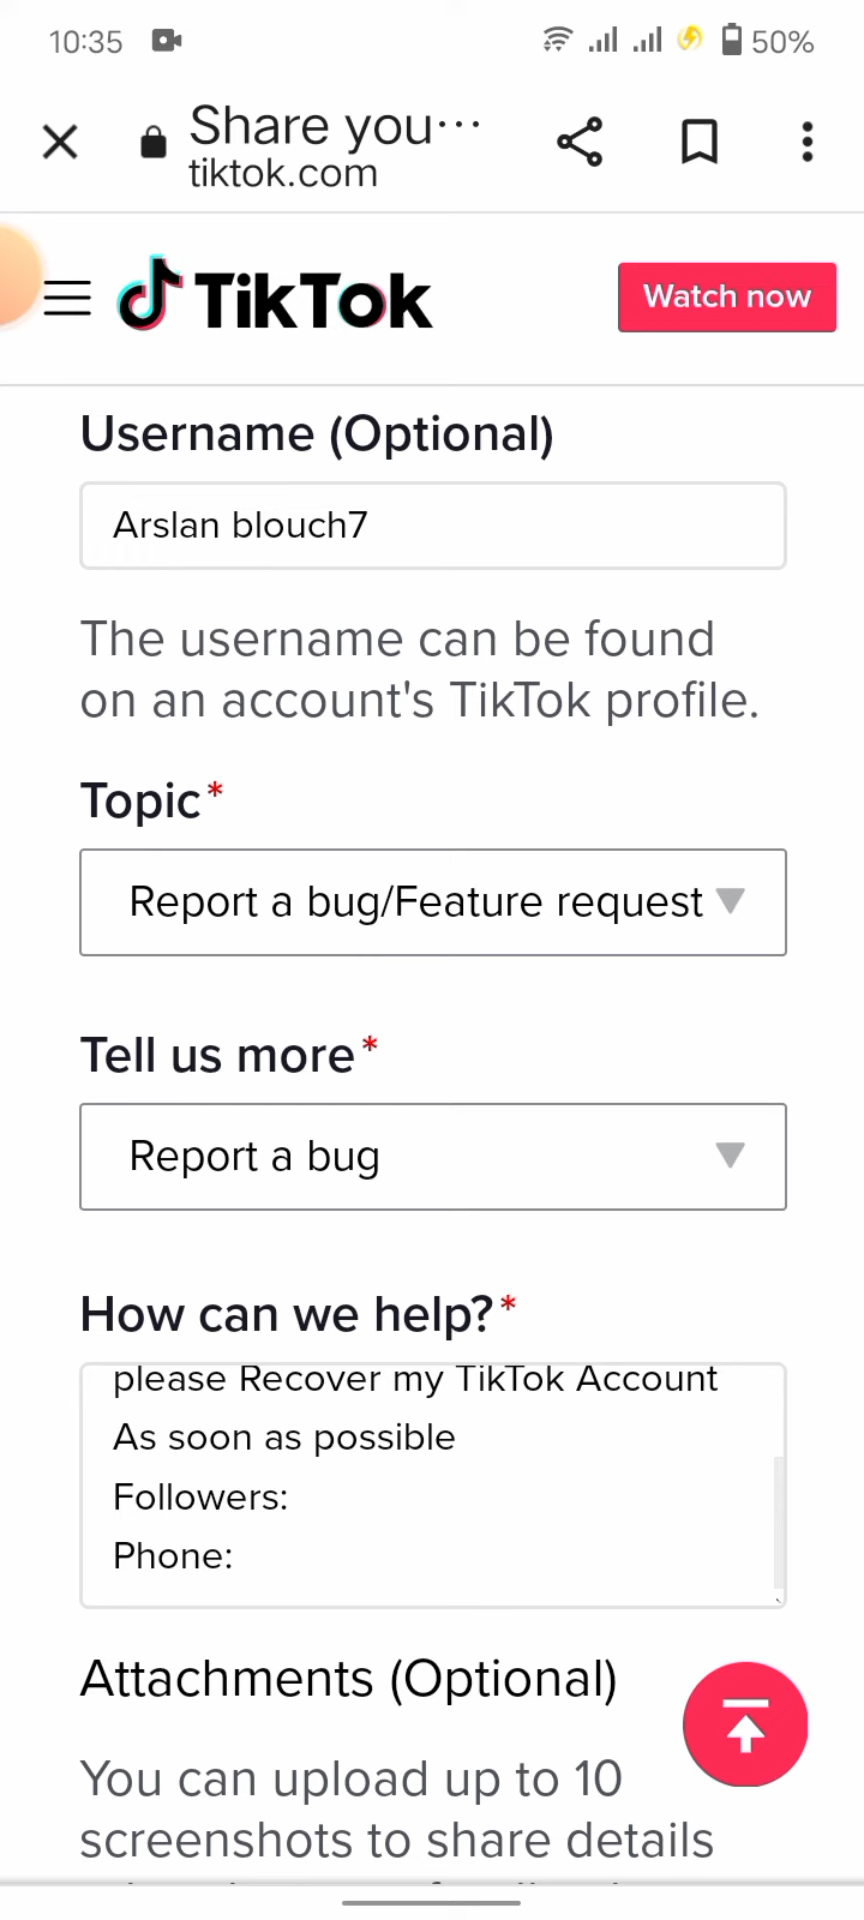 10:35
50%
Share you...
tiktok.com
TikTok
Watch now
Username (Optional)
Arslan blouch7
The username can be found
on an account's TikTok profile.
Topic*
Report a bug/Feature request
Tell us more*
Report a bug
How can we help?*
please Recover my TikTok Account
As soon as possible
Followers:
Phone:
Attachments (Optional)
You can upload up to 10
screenshots to share details